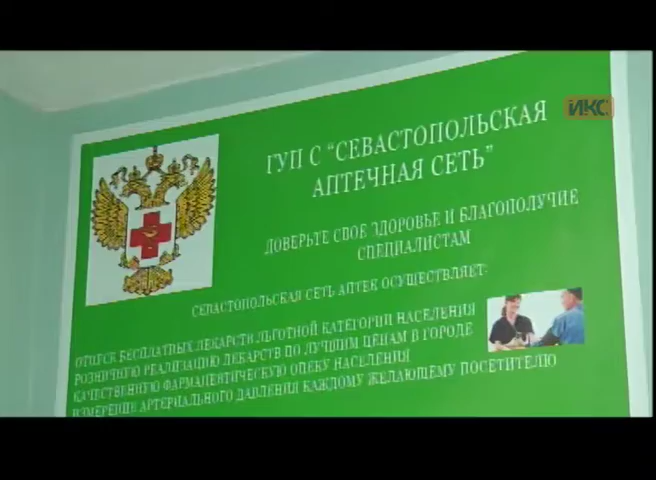 ИКС
ГУП С "СЕВАСТОПОЛЬСКАЯ
АПТЕЧНАЯ СЕТЬ"
ДОВЕРЬТЕ СВОЕ ЗДОРОВЬЕ И БЛАГОПОЛУЧИЕ
СПЕЦИАЛИСТАМ
СЕВАСТОПОЛЬСКАЯ СЕТЬ АПТЕК ОСУЩЕСТВЛЯЕТ:
ОТПУСК БЕСПЛАТНЫХ ЛЕКАРСТВ ЛЬГОТНОЙ КАТЕГОРИИ НАСЕЛЕНИЯ
РОЗНИЧНУЮ РЕАЛИЗАЦИЮ ЛЕКАРСТВ ПО ЛУЧШИМ ЦЕНАМ В ГОРОДЕ
КАЧЕСТВЕННУЮ ФАРМАЦЕВТИЧЕСКУЮ ОПЕКУ НАСЕЛЕНИЯ
ИЗМЕРЕНИЕ АРТЕРИАЛЬНОГО ДАВЛЕНИЯ КАЖДОМУ ЖЕЛАЮЩЕМУ ПОСЕТИТЕЛЮ